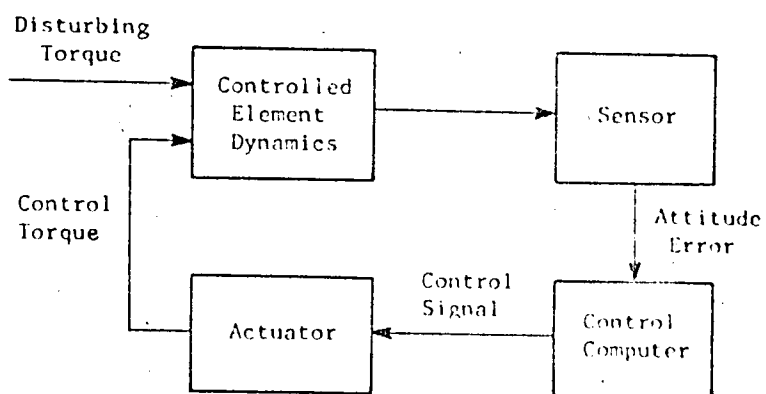 Disturbing
Torque
Controlled
Element
Dynamics
Sensor
Control
Torque
Attitude
Error
Control
Signal
Actuator
Control
Computer